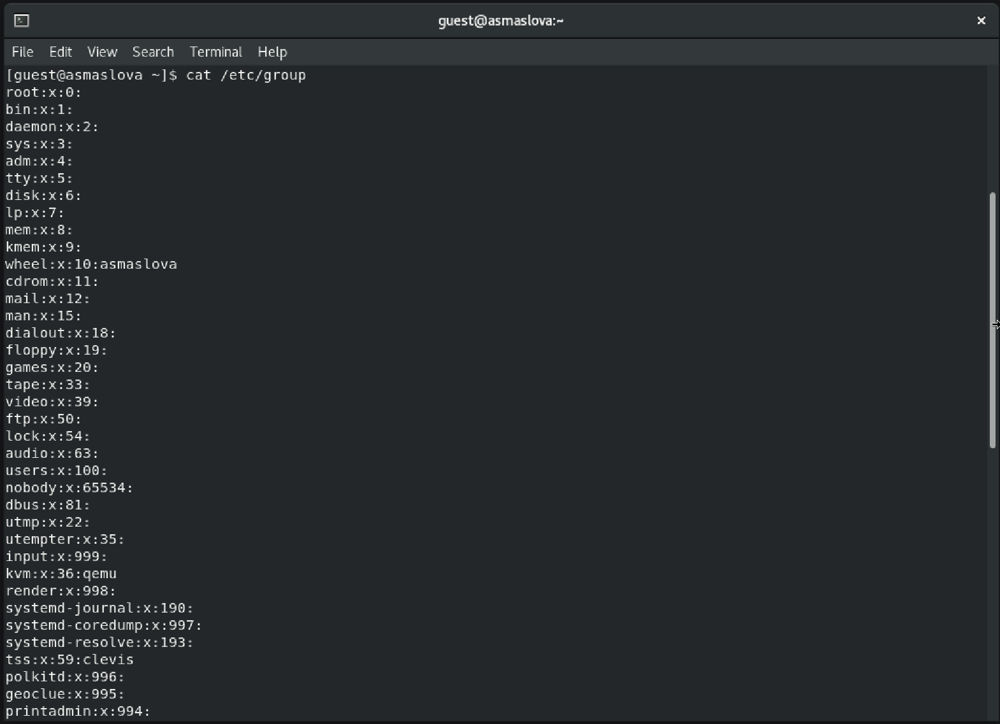 guest@asmaslova:~
File Edit View Search Terminal Help
[guest@asmaslova ~]$ cat /etc/group
root:x:0:
bin:x:1:
daemon:x:2:
sys:x:3:
adm:x:4:
tty:x:5:
disk:x:6:
lp:x:7:
mem:x:8:
kmem:x:9:
wheel:x:10:asmaslova
cdrom:x:11:
mail:x:12:
man:x:15:
dialout:x:18:
floppy:x:19:
games:x:20:
tape:x:33:
video:x:39:
ftp:x:50:
lock:x:54:
audio:x:63:
users:x:100:
nobody:x:65534:
dbus:x:81:
utmp:x:22:
utempter:x:35:
input:x:999:
kvm:x:36:qemu
render:x:998:
systemd-journal:x:190:
systemd-coredump:x:997:
systemd-resolve:x:193:
tss:x:59:clevis
polkitd:x:996:
geoclue:x:995:
printadmin:x:994: